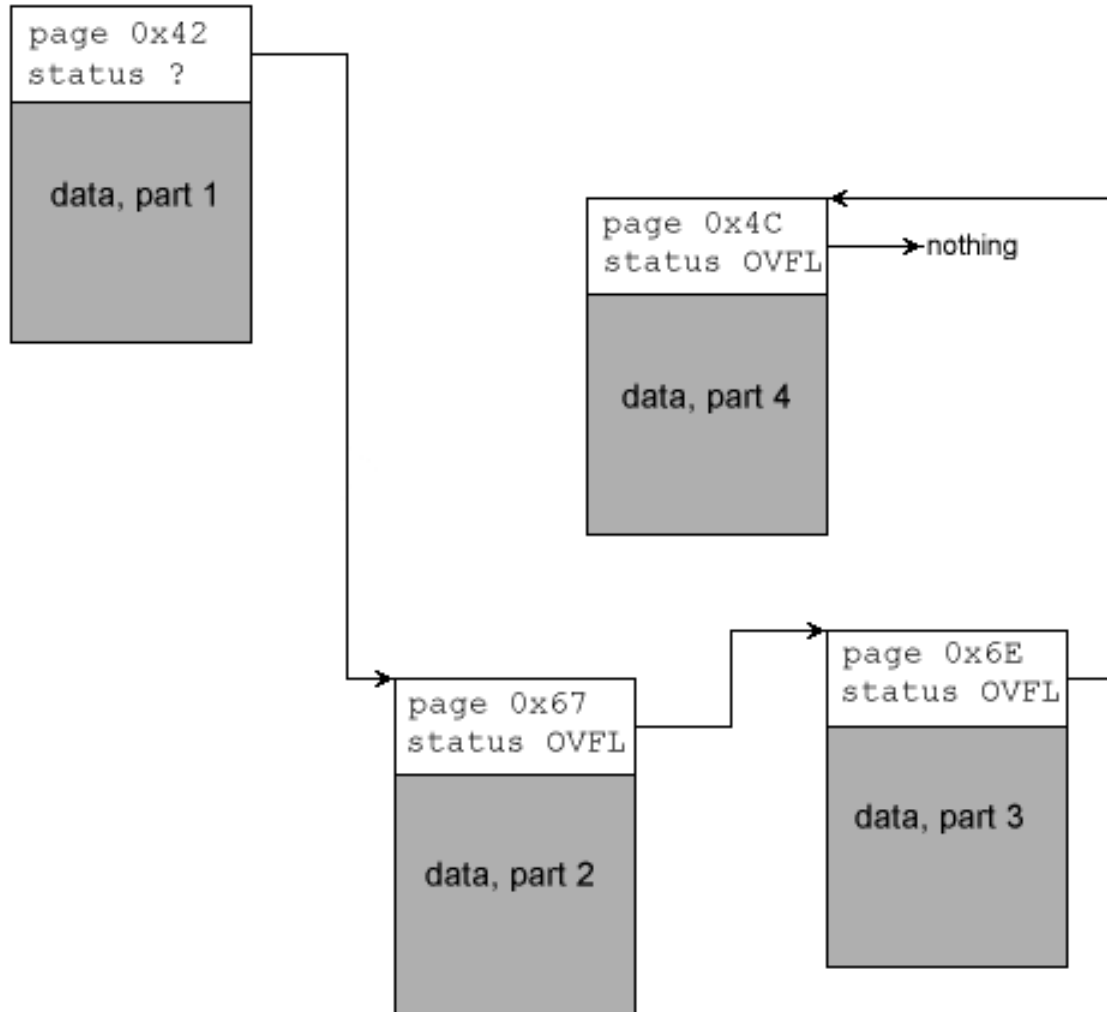 page 0x42
status ?
data, part 1
page 0x4C
status OVFL
nothing
data, part 4
page 0x67
status OVFL
data, part 2
page 0x6E
status OVFL
data, part 3